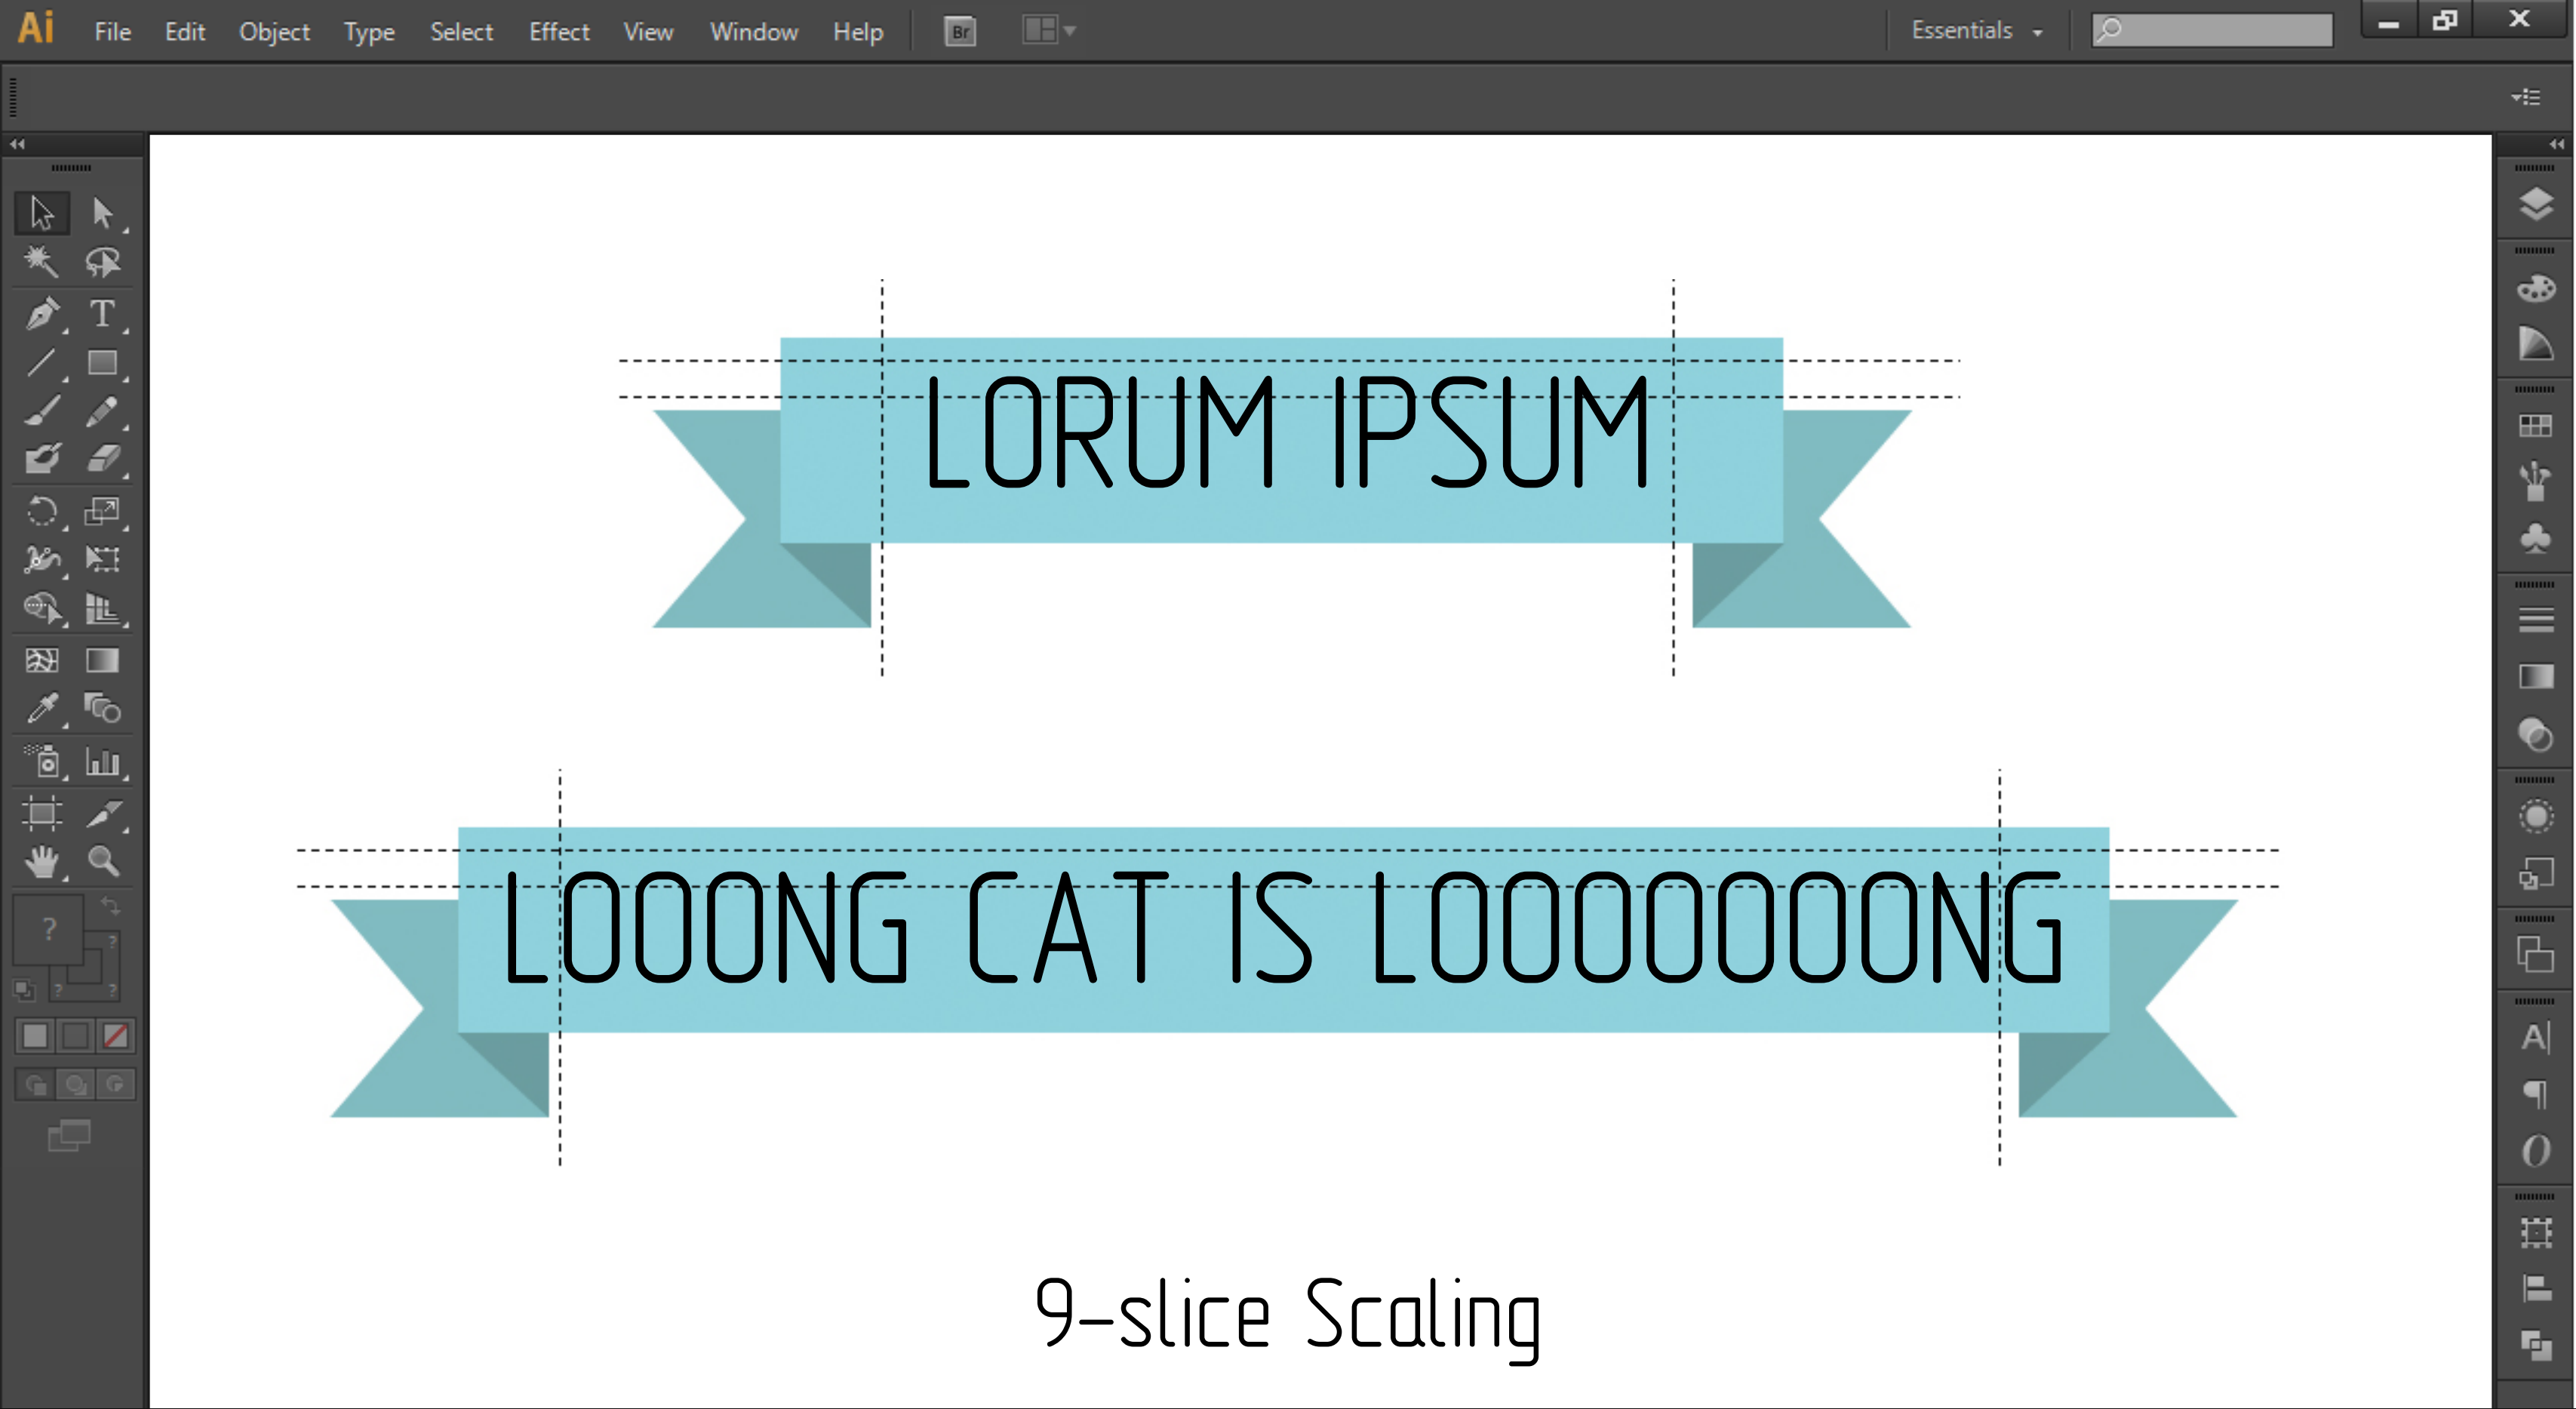 Ai File Edit Object Type Select Effect View Window Help Br Essentials
LORUM IPSUM
LOOONG CAT IS LOOOOOOONG
9-slice Scaling